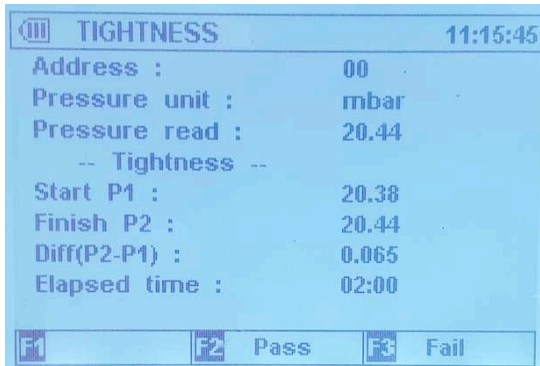 TIGHTNESS 11:15:45
Address : 00
Pressure unit : mbar
Pressure read : 20.44
-- Tightness --
Start P1 : 20.38
Finish P2 : 20.44
Diff(P2-P1) : 0.065
Elapsed time : 02:00
F1 F2 Pass F3 Fail